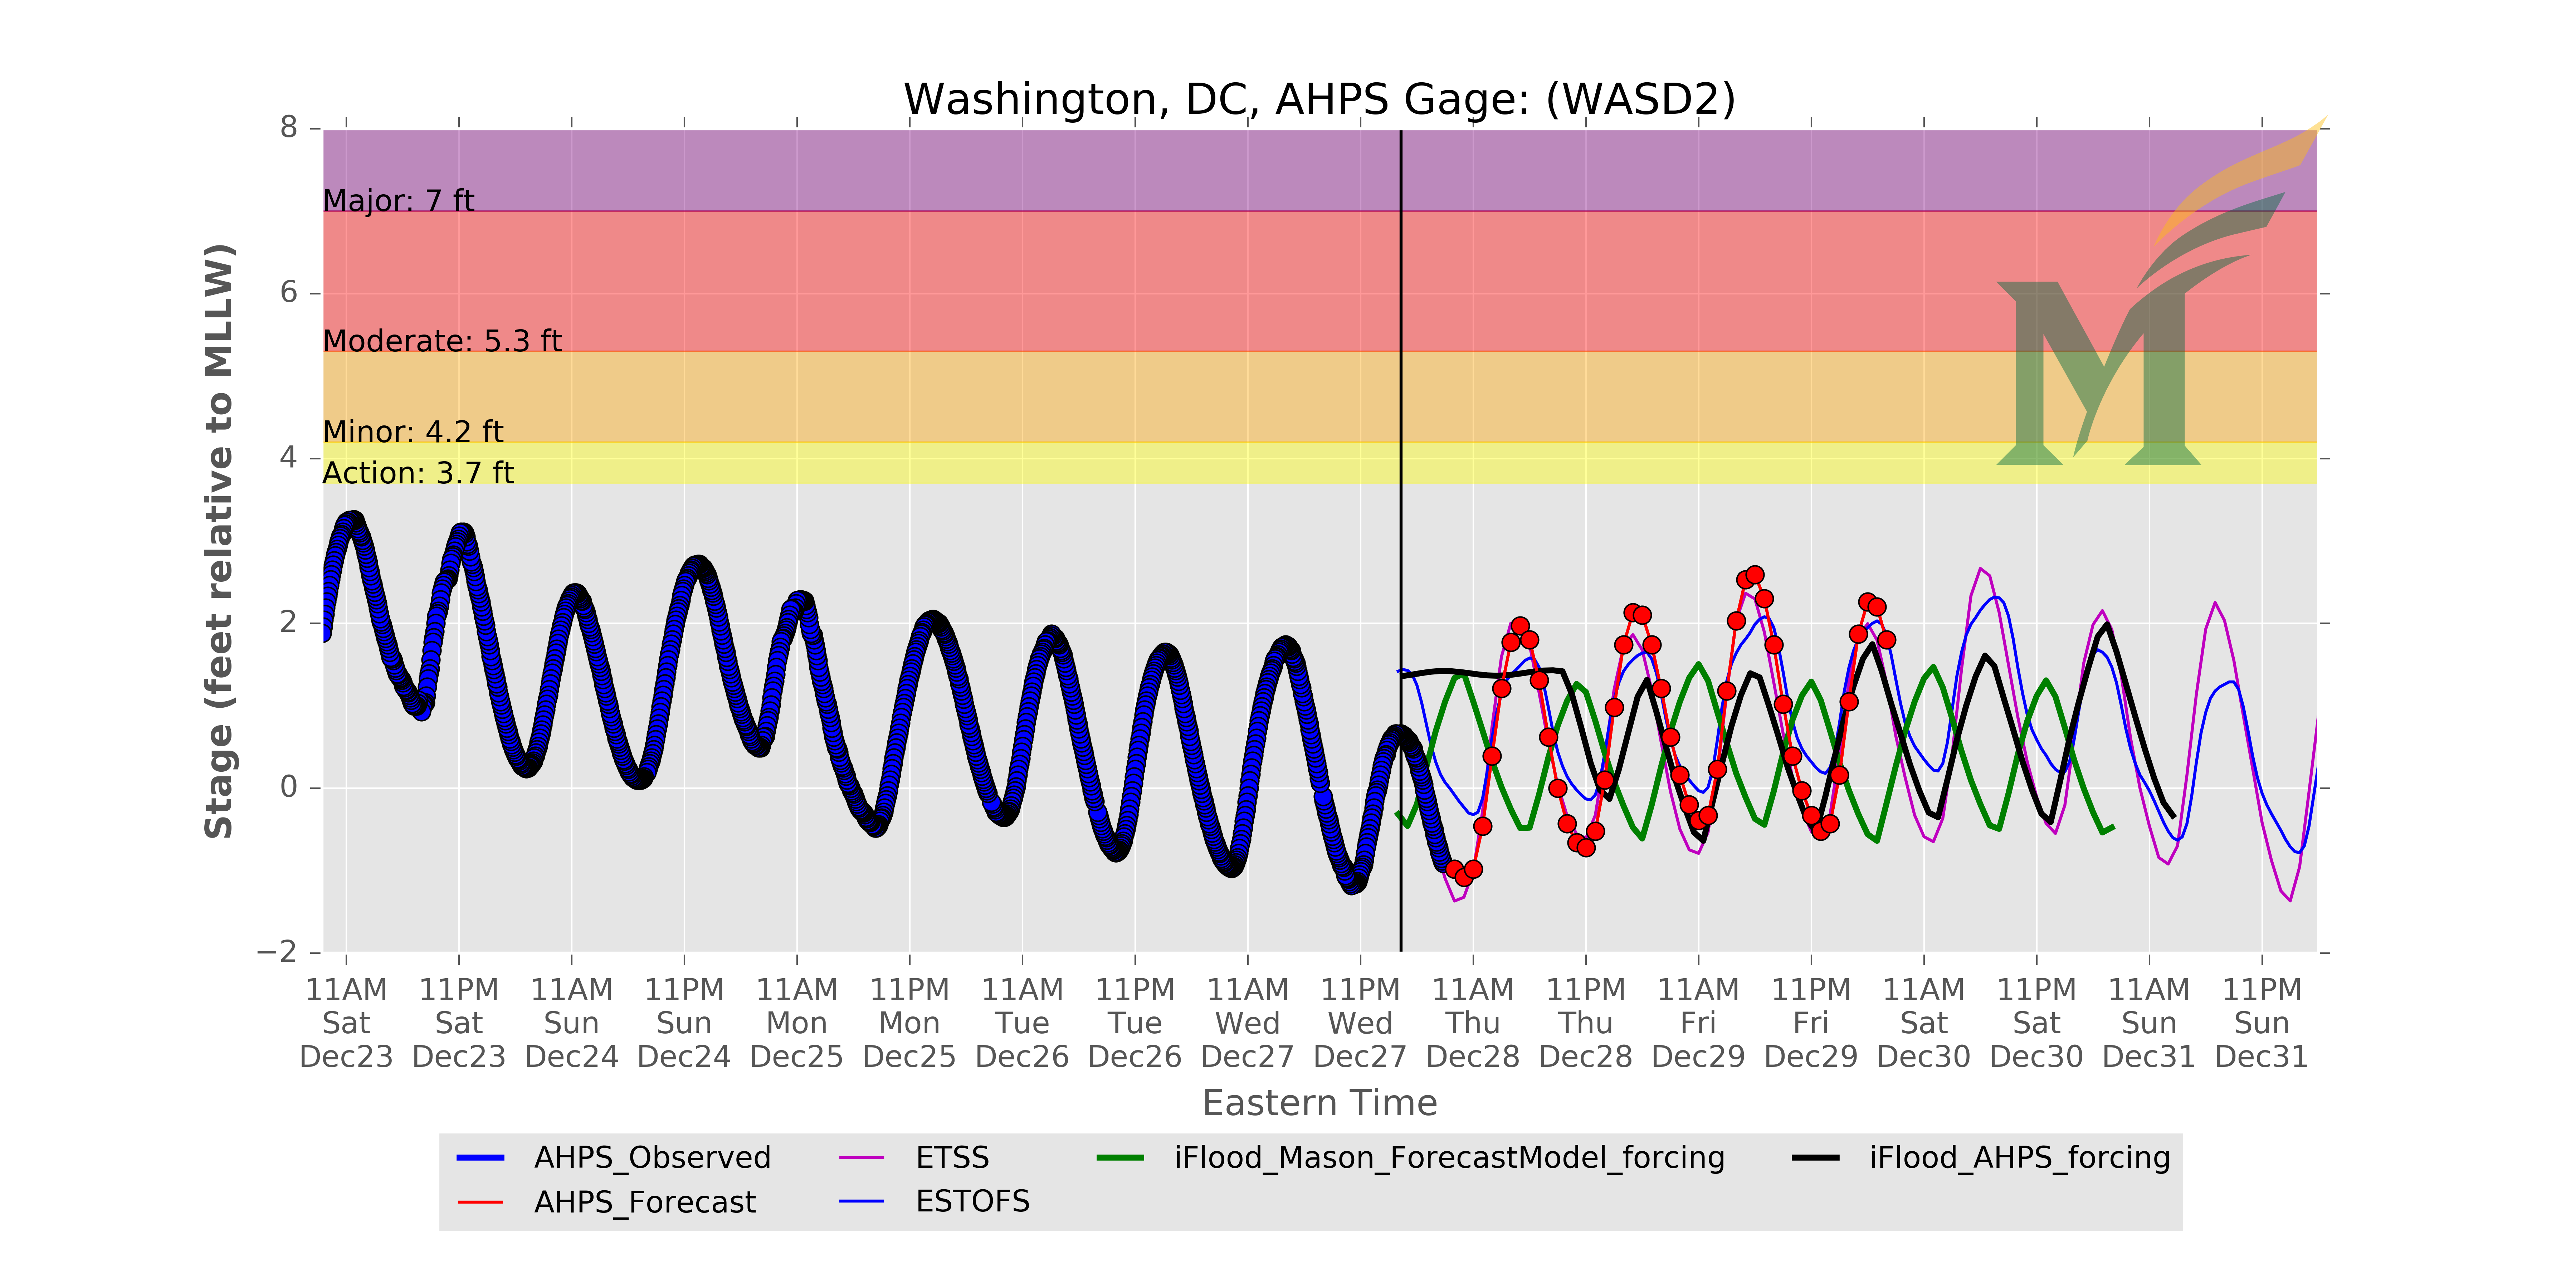 Washington, DC, AHPS Gage: (WASD2)
8
Major: 7 ft
6
Moderate: 5.3 ft
Minor: 4.2 ft
4
Action: 3.7 ft
2
0
−2
Stage (feet relative to MLLW)
11AM 11PM 11AM 11PM 11AM 11PM 11AM 11PM 11AM 11PM 11AM 11PM 11AM 11PM 11AM 11PM 11AM 11PM
Sat Sat Sun Sun Mon Mon Tue Tue Wed Wed Thu Thu Fri Fri Sat Sat Sun Sun
Dec23 Dec23 Dec24 Dec24 Dec25 Dec25 Dec26 Dec26 Dec27 Dec27 Dec28 Dec28 Dec29 Dec29 Dec30 Dec30 Dec31 Dec31
Eastern Time
AHPS_Observed ETSS iFlood_Mason_ForecastModel_forcing iFlood_AHPS_forcing
AHPS_Forecast ESTOFS
M